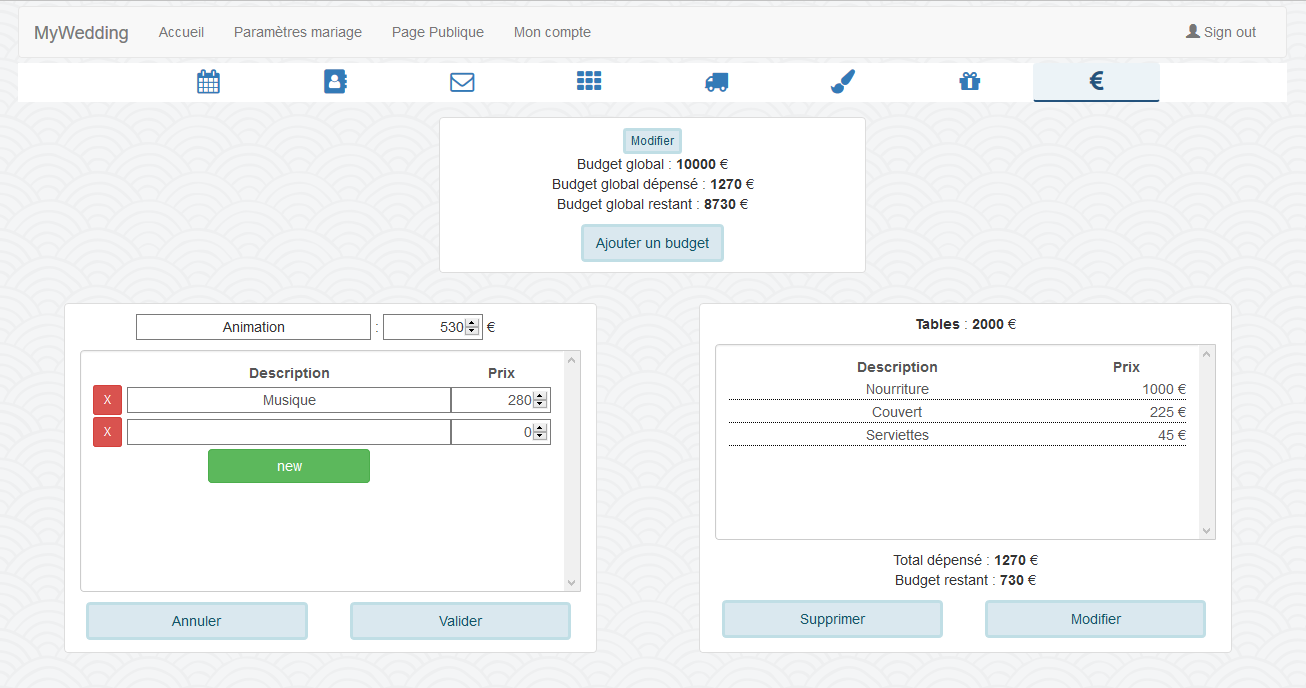 MyWedding Accueil Paramètres mariage Page Publique Mon compte Sign out
€
Modifier
Budget global : 10000 €
Budget global dépensé : 1270 €
Budget global restant : 8730 €
Ajouter un budget
Animation : 530 €
Description Prix
X Musique 280
X 0
new
Annuler Valider
Tables : 2000 €
Description Prix
Nourriture 1000 €
Couvert 225 €
Serviettes 45 €
Total dépensé : 1270 €
Budget restant : 730 €
Supprimer Modifier